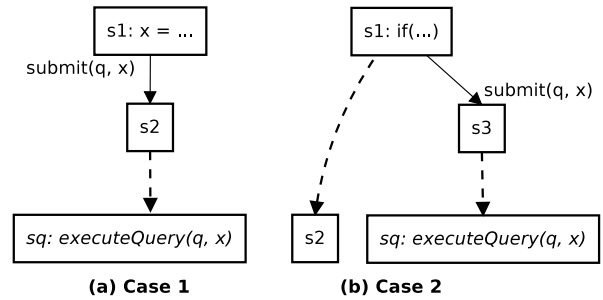 s1: x = ...
submit(q, x)
s2
sq: executeQuery(q, x)
(a) Case 1
s1: if(...)
submit(q, x)
s3
s2
sq: executeQuery(q, x)
(b) Case 2